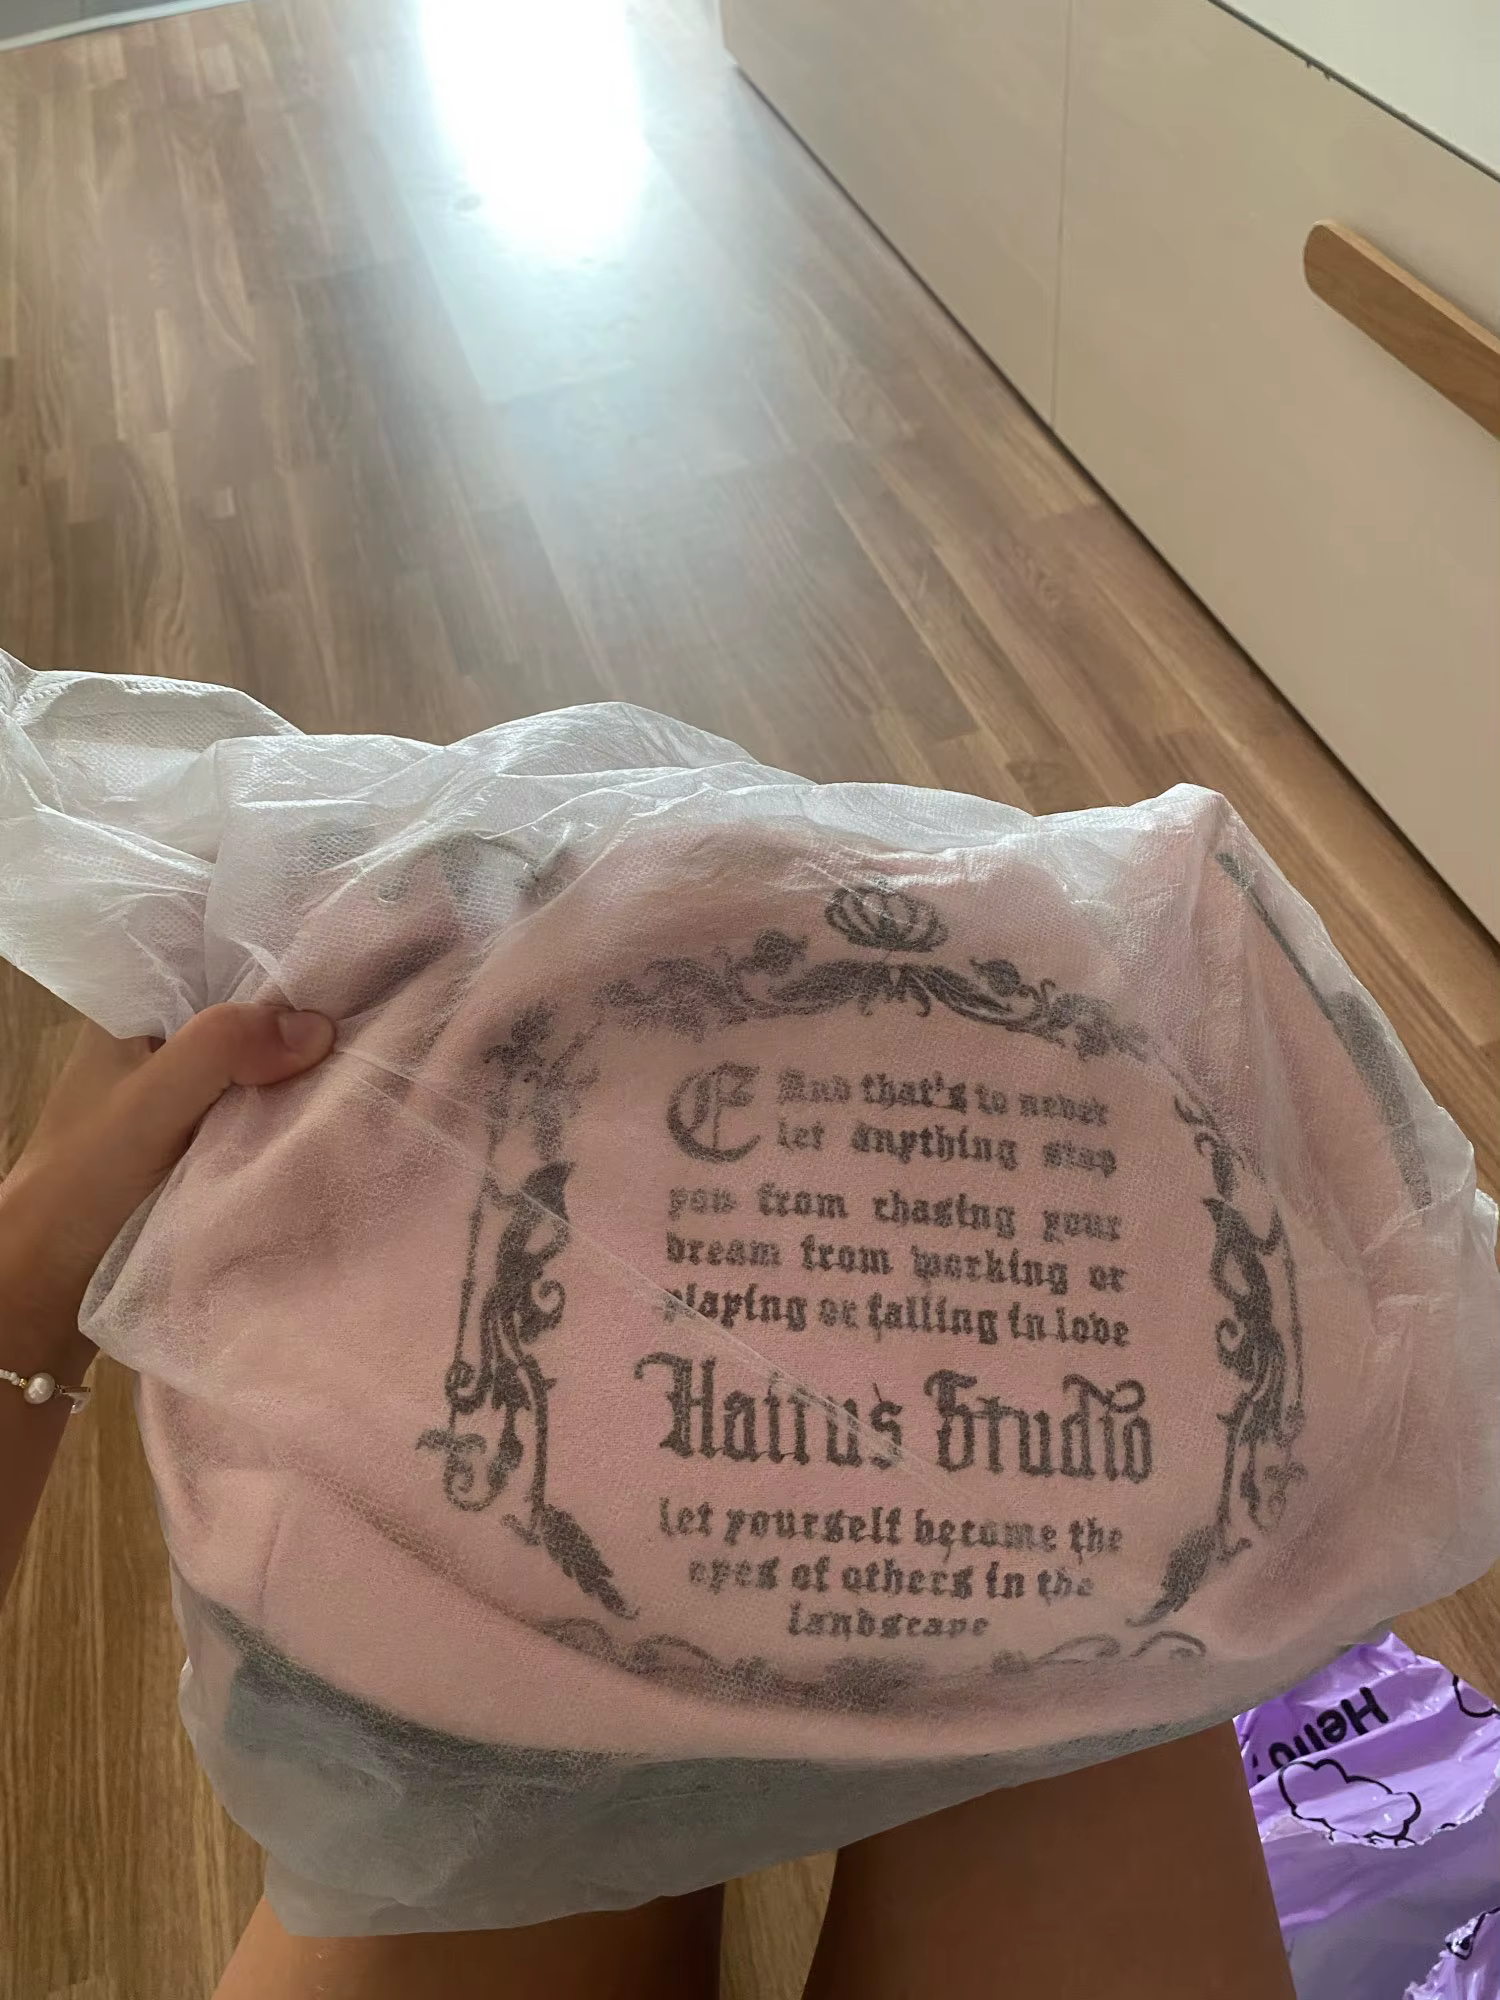 E And that's to never
let anything stop
you from chasing your
dream from working or
playing or falling in love
Hairus Studio
let yourself become the
eyes of others in the
landscape
Hello